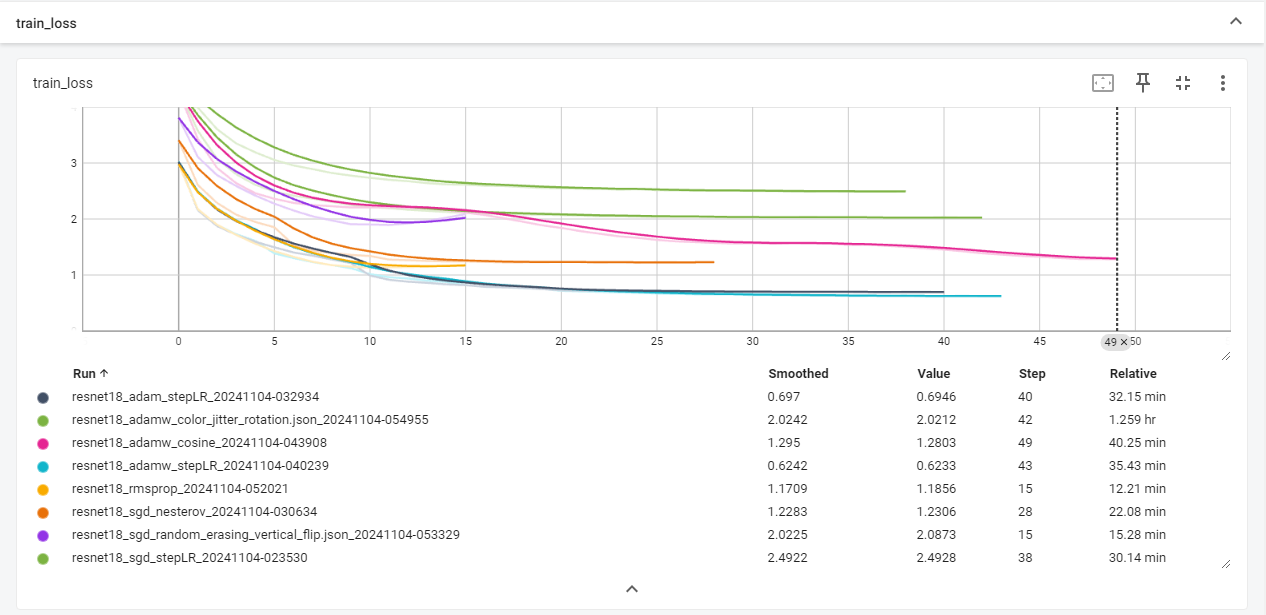 train_loss
train_loss
3
2
1
0 5 10 15 20 25 30 35 40 45 49 × 50
Run ↑ Smoothed Value Step Relative
resnet18_adam_stepLR_20241104-032934 0.697 0.6946 40 32.15 min
resnet18_adamw_color_jitter_rotation.json_20241104-054955 2.0242 2.0212 42 1.259 hr
resnet18_adamw_cosine_20241104-043908 1.295 1.2803 49 40.25 min
resnet18_adamw_stepLR_20241104-040239 0.6242 0.6233 43 35.43 min
resnet18_rmsprop_20241104-052021 1.1709 1.1856 15 12.21 min
resnet18_sgd_nesterov_20241104-030634 1.2283 1.2306 28 22.08 min
resnet18_sgd_random_erasing_vertical_flip.json_20241104-053329 2.0225 2.0873 15 15.28 min
resnet18_sgd_stepLR_20241104-023530 2.4922 2.4928 38 30.14 min